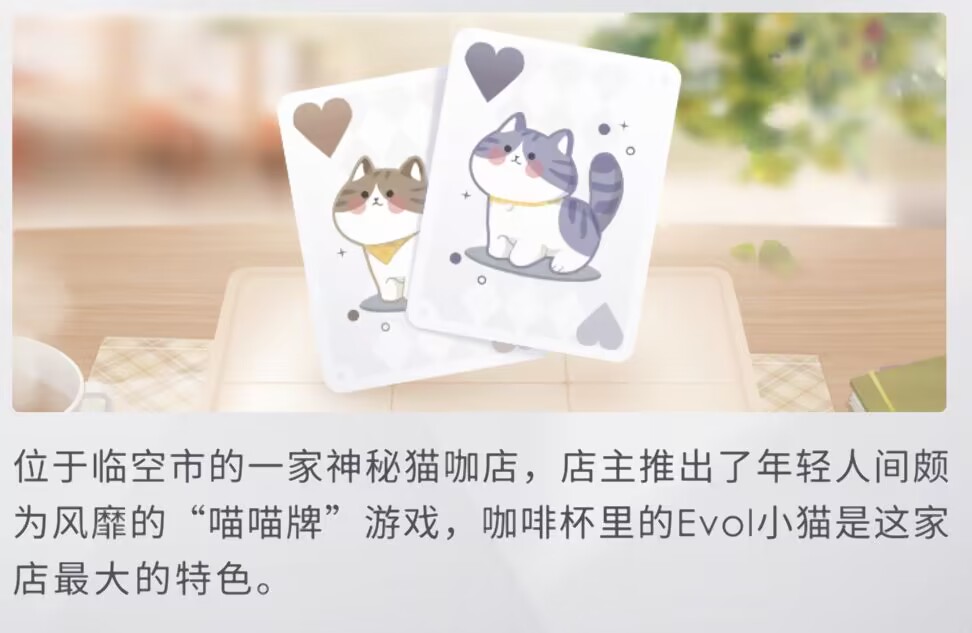 位于临空市的一家神秘猫咖店，店主推出了年轻人间颇
为风靡的“喵喵牌”游戏，咖啡杯里的Evol小猫是这家
店最大的特色。